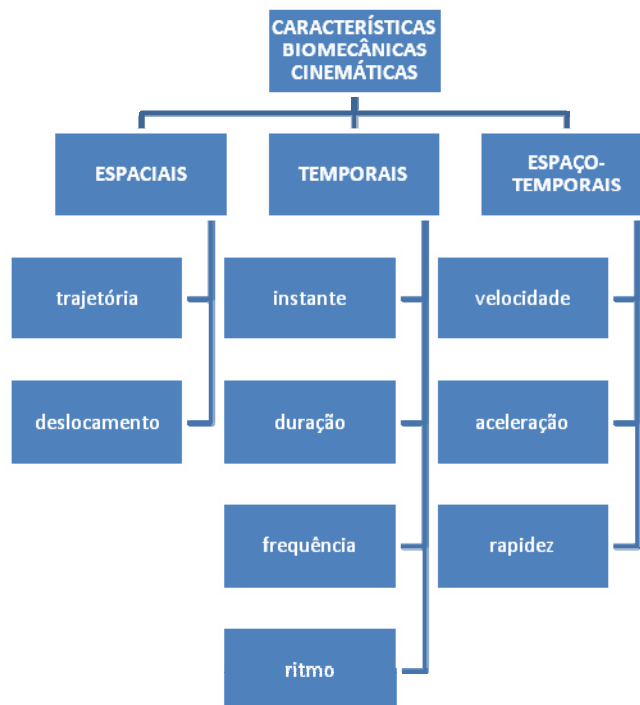 CARACTERÍSTICAS
BIOMECÂNICAS
CINEMÁTICAS
ESPACIAIS
trajetória
deslocamento
TEMPORAIS
instante
duração
frequência
ritmo
ESPAÇO-
TEMPORAIS
velocidade
aceleração
rapidez